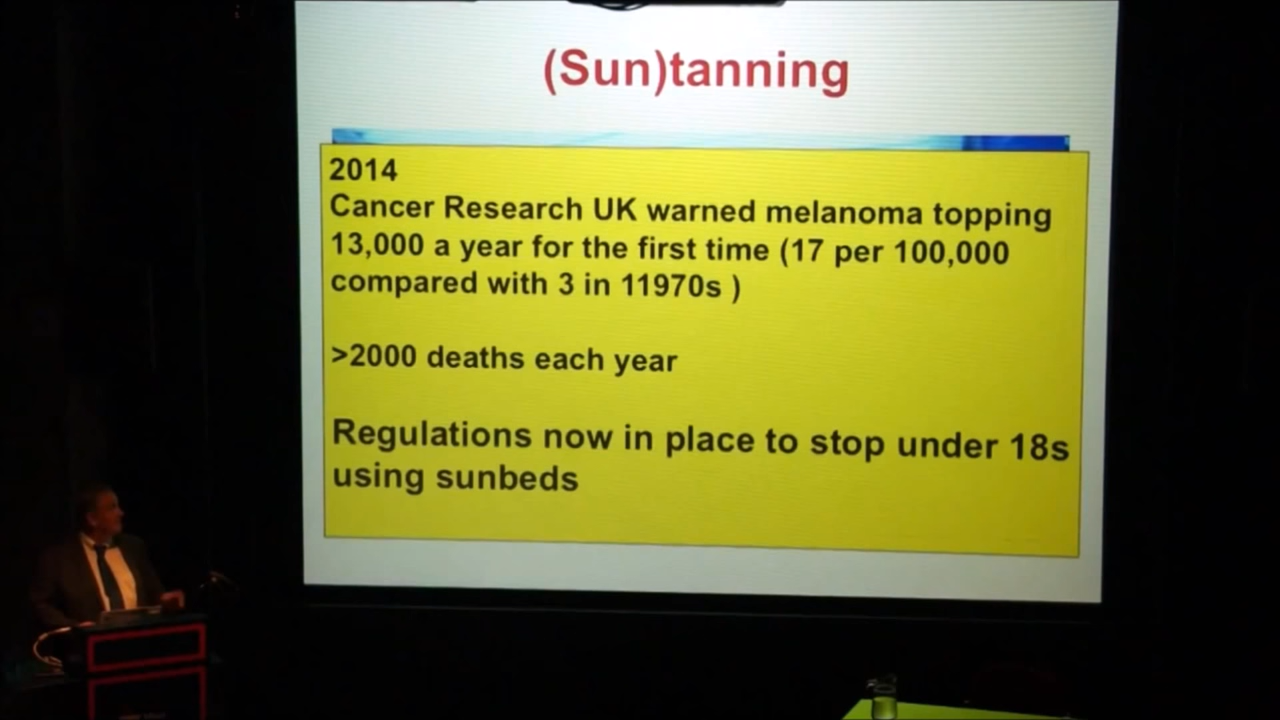 (Sun)tanning
2014
Cancer Research UK warned melanoma topping
13,000 a year for the first time (17 per 100,000
compared with 3 in 11970s )
>2000 deaths each year
Regulations now in place to stop under 18s
using sunbeds